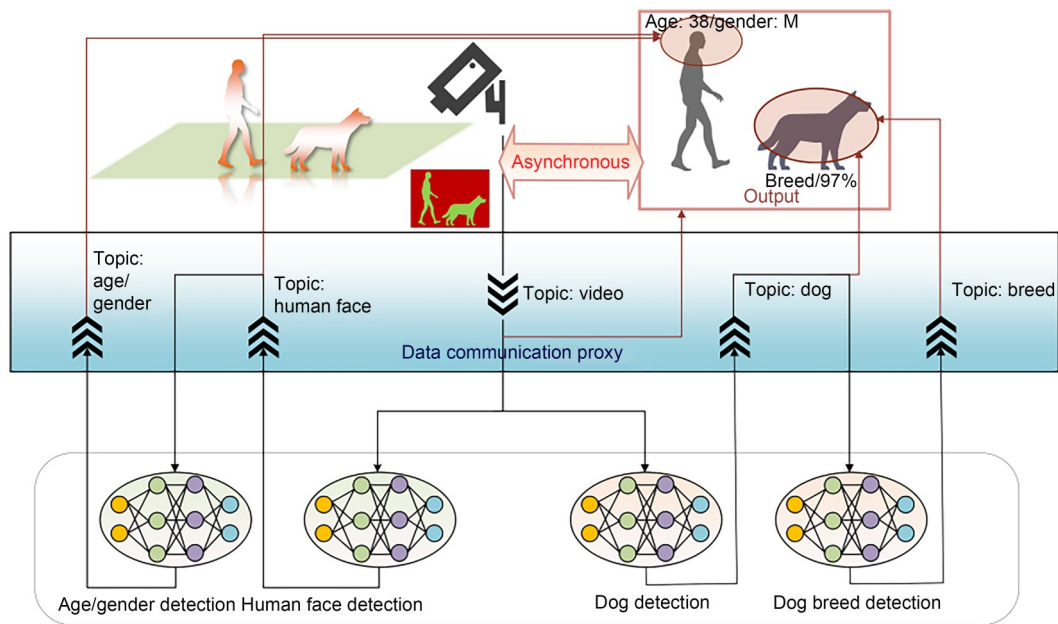 Age: 38/gender: M
Asynchronous
Breed/97%
Output
Topic:
age/
gender
Topic:
human face
Topic: video
Topic: dog
Topic: breed
Data communication proxy
Age/gender detection
Human face detection
Dog detection
Dog breed detection